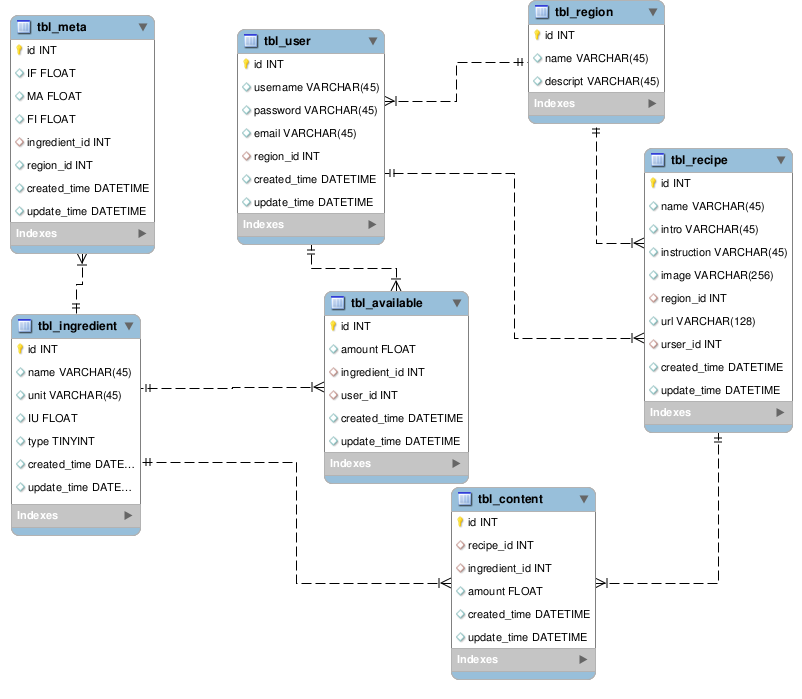 tbl_meta
id INT
IF FLOAT
MA FLOAT
FI FLOAT
ingredient_id INT
region_id INT
created_time DATETIME
update_time DATETIME
Indexes
tbl_user
id INT
username VARCHAR(45)
password VARCHAR(45)
email VARCHAR(45)
region_id INT
created_time DATETIME
update_time DATETIME
Indexes
tbl_region
id INT
name VARCHAR(45)
descript VARCHAR(45)
Indexes
tbl_recipe
id INT
name VARCHAR(45)
intro VARCHAR(45)
instruction VARCHAR(45)
image VARCHAR(256)
region_id INT
url VARCHAR(128)
urser_id INT
created_time DATETIME
update_time DATETIME
Indexes
tbl_ingredient
id INT
name VARCHAR(45)
unit VARCHAR(45)
IU FLOAT
type TINYINT
created_time DATE...
update_time DATE...
Indexes
tbl_available
id INT
amount FLOAT
ingredient_id INT
user_id INT
created_time DATETIME
update_time DATETIME
Indexes
tbl_content
id INT
recipe_id INT
ingredient_id INT
amount FLOAT
created_time DATETIME
update_time DATETIME
Indexes